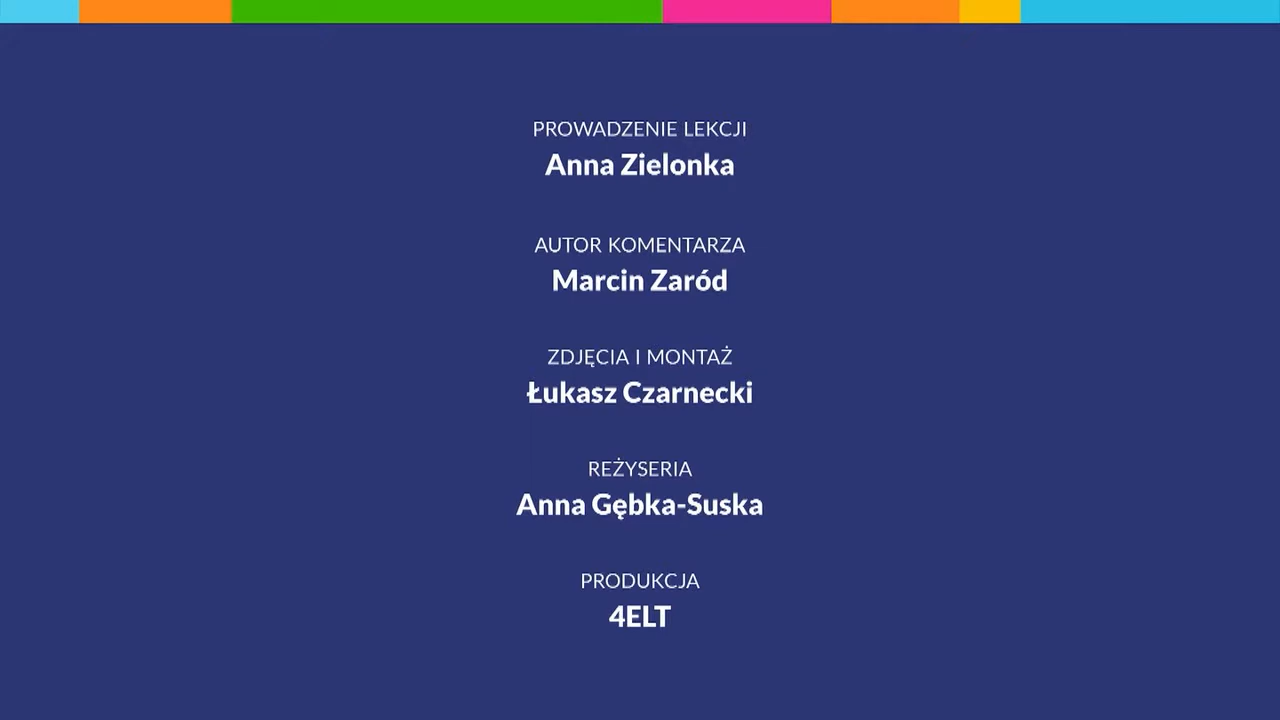 PROWADZENIE LEKCJI
Anna Zielonka
AUTOR KOMENTARZA
Marcin Zaród
ZDJĘCIA I MONTAŻ
Łukasz Czarnecki
REŻYSERIA
Anna Gębka-Suska
PRODUKCJA
4ELT